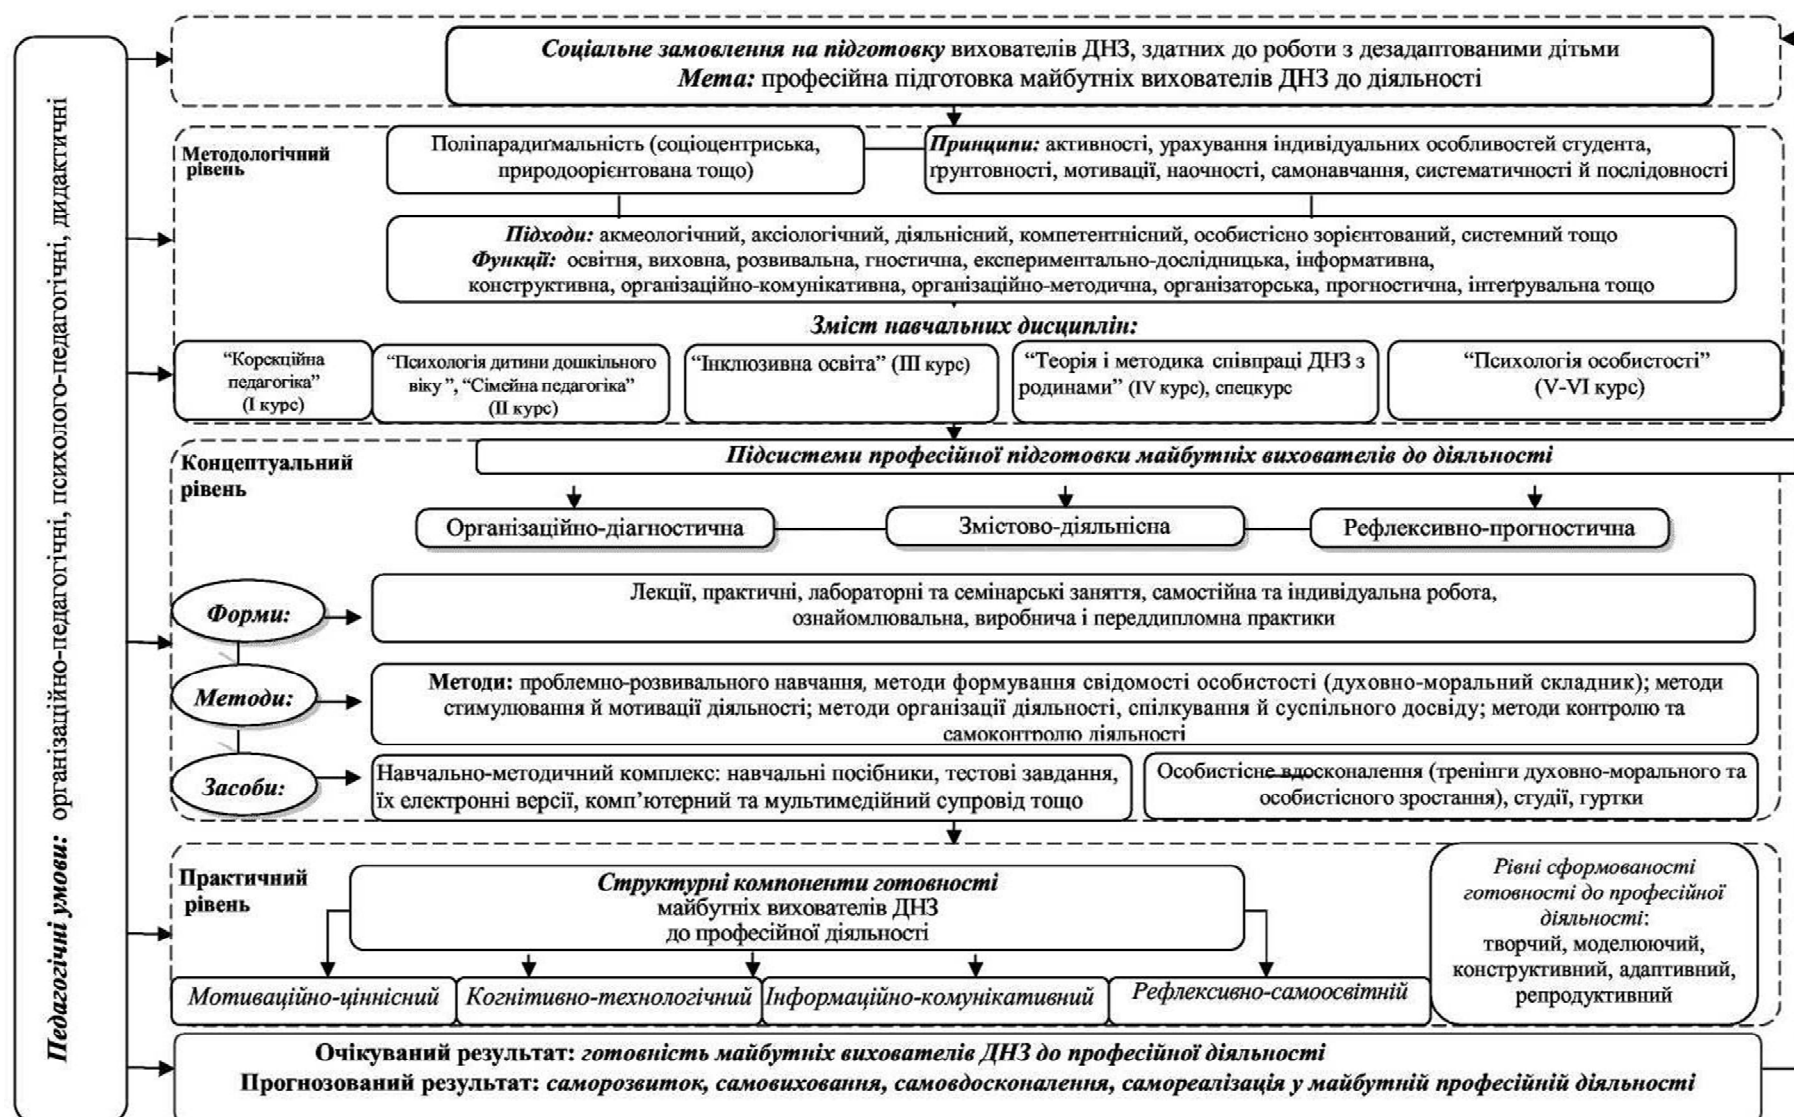 Педагогічні умови: організаційно-педагогічні, психолого-педагогічні, дидактичні
Соціальне замовлення на підготовку вихователів ДНЗ, здатних до роботи з дезадаптованими дітьми
Мета: професійна підготовка майбутніх вихователів ДНЗ до діяльності
Методологічний
рівень
Поліпарадиґмальність (соціоцентриська,
природоорієнтована тощо)
Принципи: активності, урахування індивідуальних особливостей студента,
ґрунтовності, мотивації, наочності, самонавчання, систематичності й послідовності
Підходи: акмеологічний, аксіологічний, діяльнісний, компетентнісний, особистісно зорієнтований, системний тощо
Функції: освітня, виховна, розвивальна, гностична, експериментально-дослідницька, інформативна,
конструктивна, організаційно-комунікативна, організаційно-методична, організаторська, прогностична, інтеґрувальна тощо
Зміст навчальних дисциплін:
“Корекційна
педагогіка”
(І курс)
“Психологія дитини дошкільного
віку”, “Сімейна педагогіка”
(ІІ курс)
“Інклюзивна освіта” (ІІІ курс)
“Теорія і методика співпраці ДНЗ з
родинами” (IV курс), спецкурс
“Психологія особистості”
(V-VI курс)
Концептуальний
рівень
Підсистеми професійної підготовки майбутніх вихователів до діяльності
Організаційно-діагностична
Змістово-діяльнісна
Рефлексивно-прогностична
Форми:
Лекції, практичні, лабораторні та семінарські заняття, самостійна та індивідуальна робота,
ознайомлювальна, виробнича і переддипломна практики
Методи:
Методи: проблемно-розвивального навчання, методи формування свідомості особистості (духовно-моральний складник); методи
стимулювання й мотивації діяльності; методи організації діяльності, спілкування й суспільного досвіду; методи контролю та
самоконтролю діяльності
Засоби:
Навчально-методичний комплекс: навчальні посібники, тестові завдання,
їх електронні версії, комп’ютерний та мультимедійний супровід тощо
Особистісне вдосконалення (тренінги духовно-морального та
особистісного зростання), студії, гуртки
Практичний
рівень
Структурні компоненти готовності
майбутніх вихователів ДНЗ
до професійної діяльності
Мотиваційно-ціннісний
Когнітивно-технологічний
Інформаційно-комунікативний
Рефлексивно-самоосвітній
Рівні сформованості
готовності до професійної
діяльності:
творчий, моделюючий,
конструктивний, адаптивний,
репродуктивний
Очікуваний результат: готовність майбутніх вихователів ДНЗ до професійної діяльності
Прогнозований результат: саморозвиток, самовиховання, самовдосконалення, самореалізація у майбутній професійній діяльності